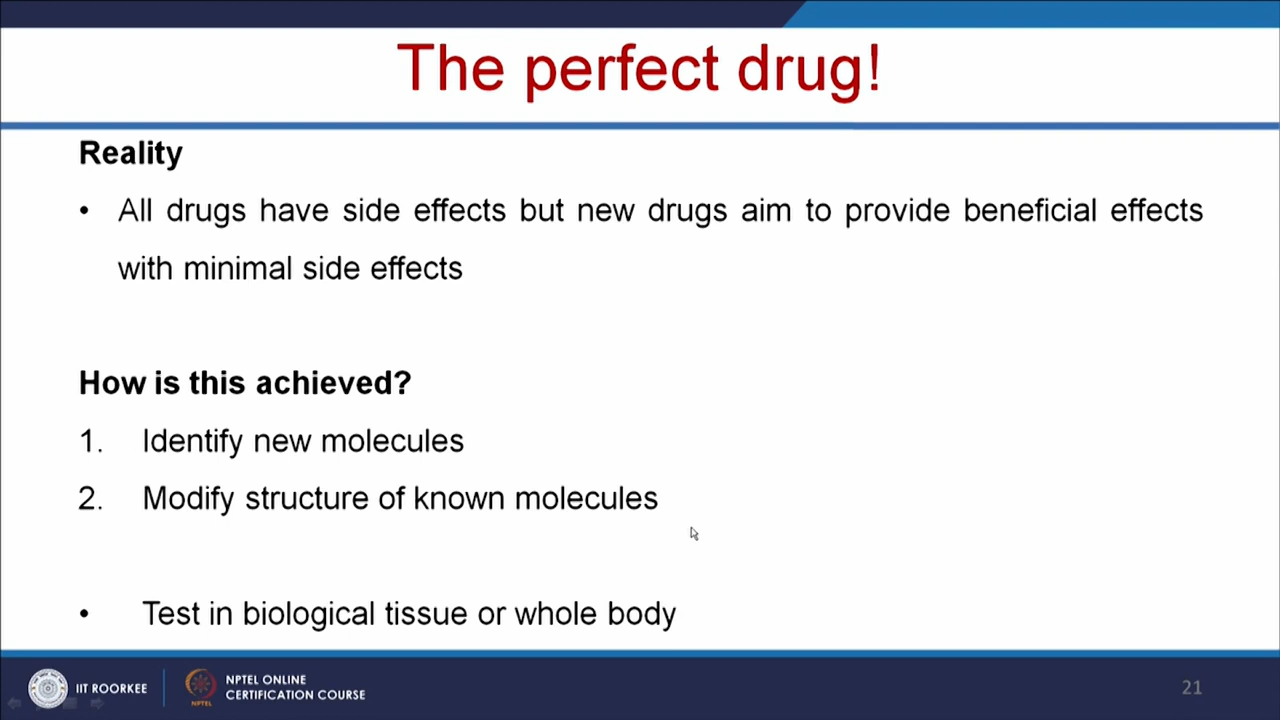 The perfect drug!
Reality
• All drugs have side effects but new drugs aim to provide beneficial effects
with minimal side effects
How is this achieved?
1. Identify new molecules
2. Modify structure of known molecules
• Test in biological tissue or whole body
IIT ROORKEE
NPTEL
NPTEL ONLINE
CERTIFICATION COURSE
21